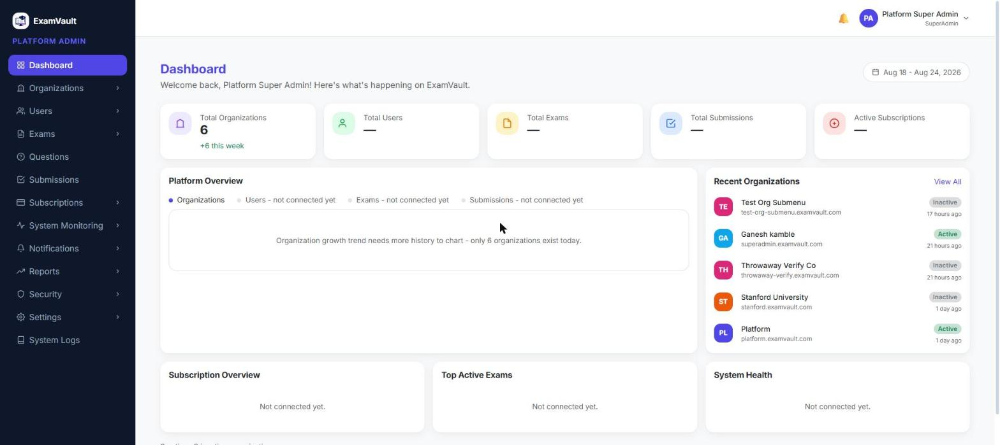 ExamVault
PLATFORM ADMIN
Dashboard
Organizations
Users
Exams
Questions
Submissions
Subscriptions
System Monitoring
Notifications
Reports
Security
Settings
System Logs
PA
Platform Super Admin
SuperAdmin
Dashboard
Welcome back, Platform Super Admin! Here's what's happening on ExamVault.
Aug 18 - Aug 24, 2026
Total Organizations
6
+6 this week
Total Users
—
Total Exams
—
Total Submissions
—
Active Subscriptions
—
Platform Overview
Organizations
Users - not connected yet
Exams - not connected yet
Submissions - not connected yet
Organization growth trend needs more history to chart - only 6 organizations exist today.
Recent Organizations
View All
TE
Test Org Submenu
test-org-submenu.examvault.com
Inactive
17 hours ago
GA
Ganesh kamble
superadmin.examvault.com
Active
21 hours ago
TH
Throwaway Verify Co
throwaway-verify.examvault.com
Inactive
21 hours ago
ST
Stanford University
stanford.examvault.com
Inactive
1 day ago
PL
Platform
platform.examvault.com
Active
1 day ago
Subscription Overview
Not connected yet.
Top Active Exams
Not connected yet.
System Health
Not connected yet.